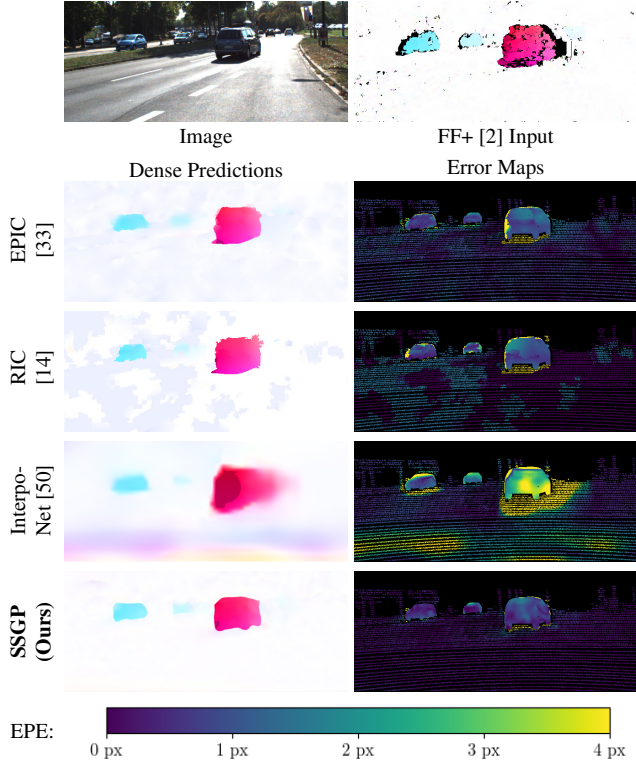 Image
FF+ [2] Input
Dense Predictions
Error Maps
EPIC
[33]
RIC
[14]
Interpo-
Net [50]
SSGP
(Ours)
EPE:
0 px
1 px
2 px
3 px
4 px